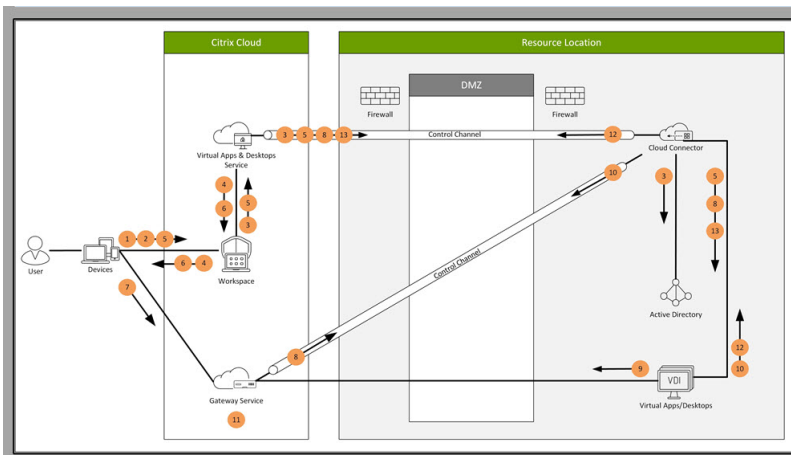 Citrix Cloud
Resource Location
DMZ
Firewall
Firewall
3 5 8 13
Control Channel
12
Virtual Apps & Desktops
Service
Cloud Connector
4
6
5
3
10
3
5
8
13
User
Devices
1 2 5
6 4
Workspace
Control Channel
7
Active Directory
8
9
12
10
VDI
Gateway Service
Virtual Apps/Desktops
11